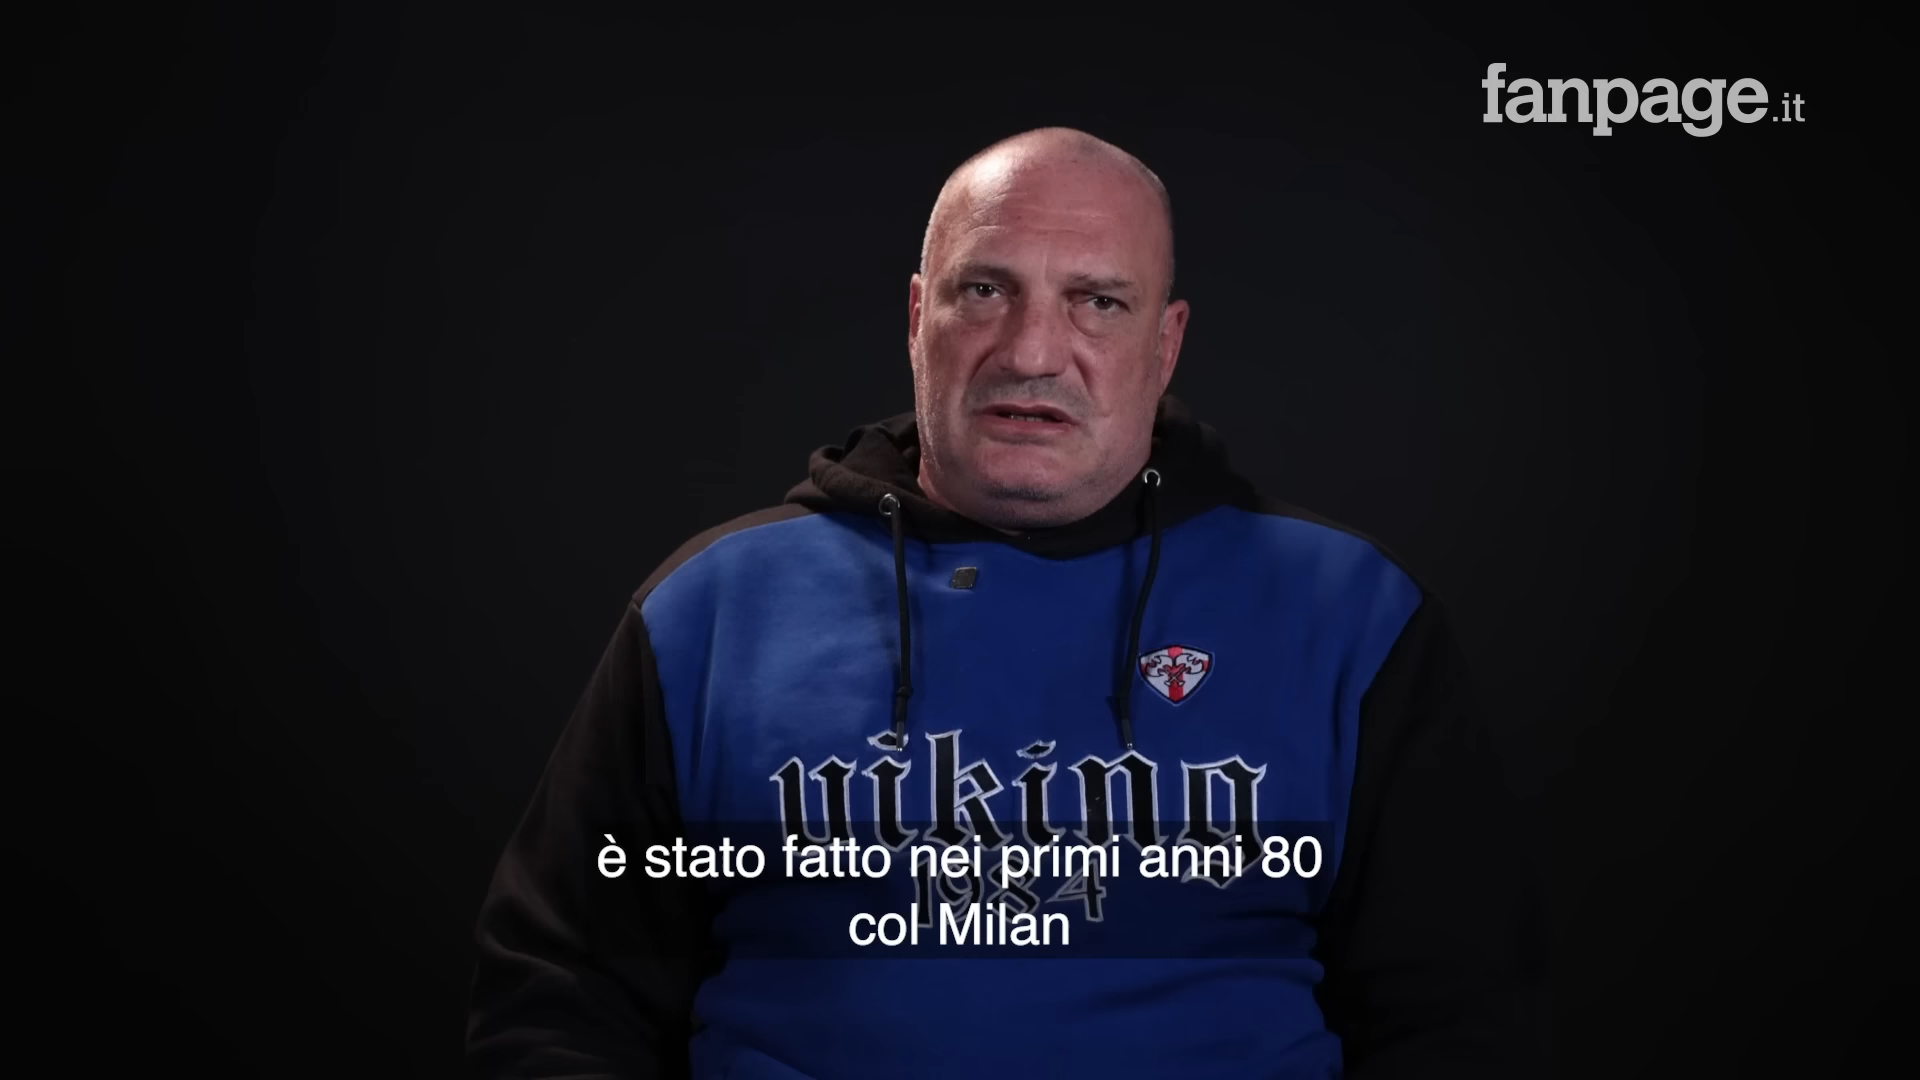 fanpage.it
viking
1984
è stato fatto nei primi anni 80
col Milan